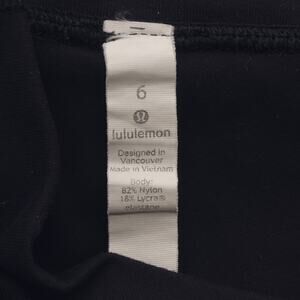 6
lululemon
Designed in
Vancouver
Made in Vietnam
Body:
82% Nylon
18% Lycra®
elastane